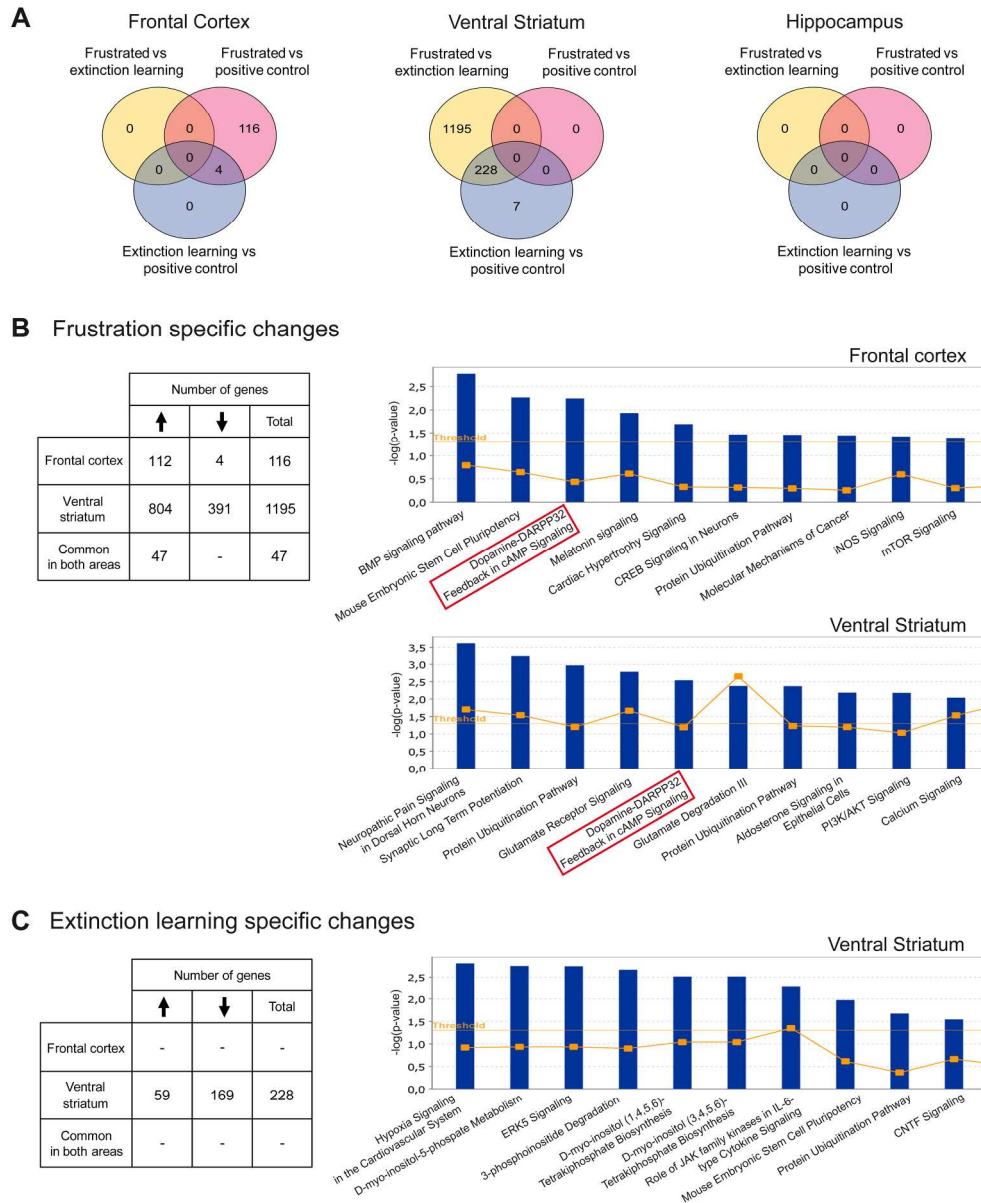 A
Frontal Cortex
Frustrated vs
extinction learning
Frustrated vs
positive control
0
0
116
0
0
4
0
Extinction learning vs
positive control
Ventral Striatum
Frustrated vs
extinction learning
Frustrated vs
positive control
1195
0
0
0
228
0
7
Extinction learning vs
positive control
Hippocampus
Frustrated vs
extinction learning
Frustrated vs
positive control
0
0
0
0
0
0
0
Extinction learning vs
positive control
B Frustration specific changes
Number of genes
Total
Frontal cortex 112 4 116
Ventral
striatum 804 391 1195
Common
in both areas 47 - 47
Frontal cortex
-log(p-value)
2,5
2,0
1,5
Threshold
1,0
0,5
0,0
BMP signaling pathway
Mouse Embryonic Stem Cell Pluripotency
Dopamine-DARPP32
Feedback in cAMP Signaling
Melatonin signaling
Cardiac Hypertrophy Signaling
CREB Signaling in Neurons
Protein Ubiquitination Pathway
Molecular Mechanisms of Cancer
iNOS Signaling
mTOR Signaling
Ventral Striatum
-log(p-value)
3,5
3,0
2,5
2,0
1,5
Threshold
1,0
0,5
0,0
Neuropathic Pain Signaling
in Dorsal Horn Neurons
Synaptic Long Term Potentiation
Protein Ubiquitination Pathway
Glutamate Receptor Signaling
Dopamine-DARPP32
Feedback in cAMP Signaling
Glutamate Degradation III
Protein Ubiquitination Pathway
Aldosterone Signaling in
Epithelial Cells
PI3K/AKT Signaling
Calcium Signaling
C Extinction learning specific changes
Number of genes
Total
Frontal cortex - - -
Ventral
striatum 59 169 228
Common
in both areas - - -
Ventral Striatum
-log(p-value)
2,5
2,0
1,5
Threshold
1,0
0,5
0,0
Hypoxia Signaling
in the Cardiovascular System
D-myo-inositol-5-phospate Metabolism
ERK5 Signaling
3-phosphoinositide Degradation
D-myo-inositol (1,4,5,6)-
Tetrakiphosphate Biosynthesis
D-myo-inositol (3,4,5,6)-
Tetrakiphosphate Biosynthesis
Role of JAK family kinases in IL-6-
type Cytokine Signaling
Mouse Embryonic Stem Cell Pluripotency
Protein Ubiquitination Pathway
CNTF Signaling